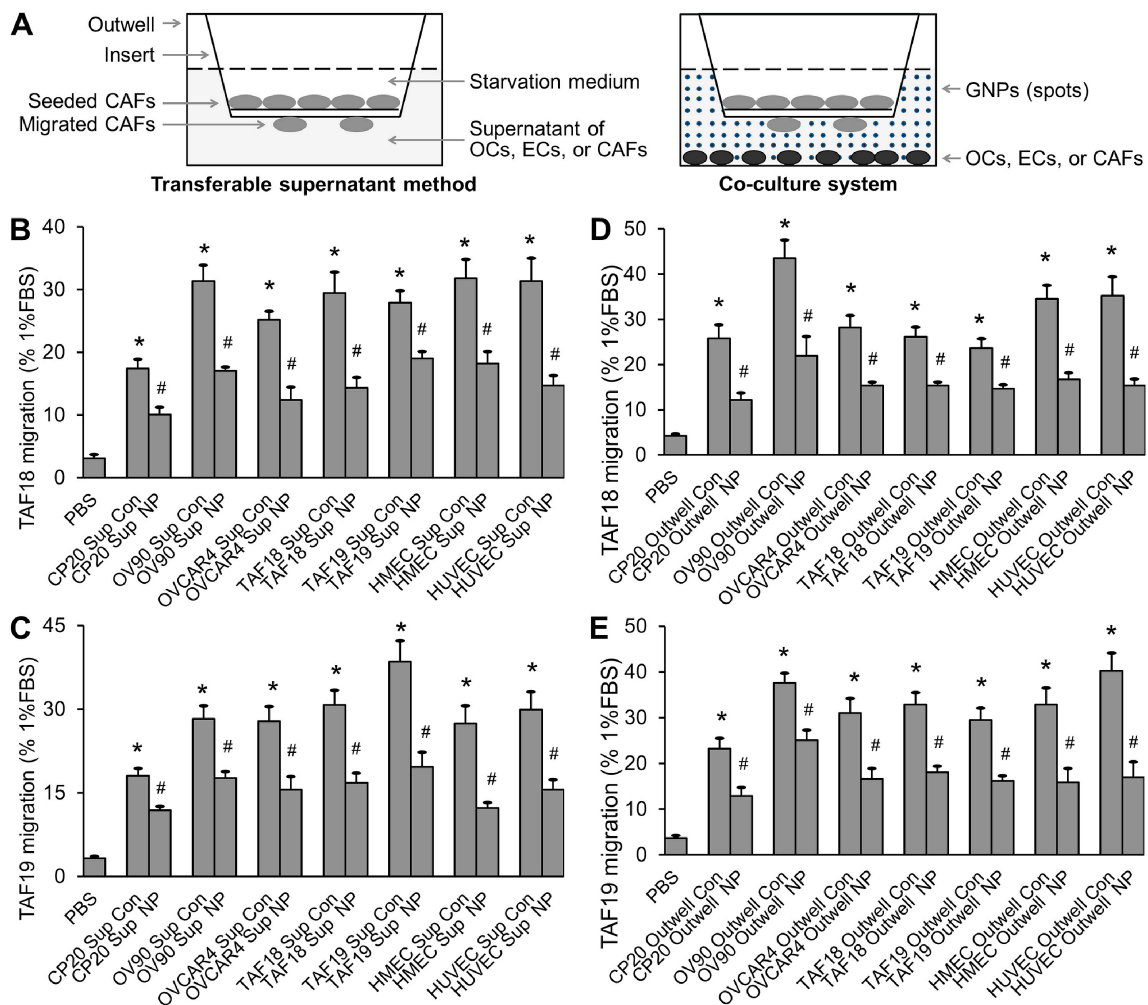 A
Outwell
Insert
Seeded CAFs
Migrated CAFs
Starvation medium
Supernatant of
OCs, ECs, or CAFs
Transferable supernatant method
GNPs (spots)
OCs, ECs, or CAFs
Co-culture system
B
TAF18 migration (% 1%FBS)
40
30
20
10
0
* * # * # * # * # * # * # * #
PBS
CP20 Sup Con
CP20 Sup NP
OV90 Sup Con
OV90 Sup NP
OVCAR4 Sup Con
OVCAR4 Sup NP
TAF18 Sup Con
TAF18 Sup NP
TAF19 Sup Con
TAF19 Sup NP
HMEC Sup Con
HMEC Sup NP
HUVEC Sup Con
HUVEC Sup NP
D
TAF18 migration (% 1%FBS)
50
40
30
20
10
0
* # * # * # * # * # * # * #
PBS
CP20 Outwell Con
CP20 Outwell NP
OV90 Outwell Con
OV90 Outwell NP
OVCAR4 Outwell Con
OVCAR4 Outwell NP
TAF18 Outwell Con
TAF18 Outwell NP
TAF19 Outwell Con
TAF19 Outwell NP
HMEC Outwell Con
HMEC Outwell NP
HUVEC Outwell Con
HUVEC Outwell NP
C
TAF19 migration (% 1%FBS)
45
30
15
0
* # * # * # * # * # * # * #
PBS
CP20 Sup Con
CP20 Sup NP
OV90 Sup Con
OV90 Sup NP
OVCAR4 Sup Con
OVCAR4 Sup NP
TAF18 Sup Con
TAF18 Sup NP
TAF19 Sup Con
TAF19 Sup NP
HMEC Sup Con
HMEC Sup NP
HUVEC Sup Con
HUVEC Sup NP
E
TAF19 migration (% 1%FBS)
50
40
30
20
10
0
* # * # * # * # * # * # * #
PBS
CP20 Outwell Con
CP20 Outwell NP
OV90 Outwell Con
OV90 Outwell NP
OVCAR4 Outwell Con
OVCAR4 Outwell NP
TAF18 Outwell Con
TAF18 Outwell NP
TAF19 Outwell Con
TAF19 Outwell NP
HMEC Outwell Con
HMEC Outwell NP
HUVEC Outwell Con
HUVEC Outwell NP